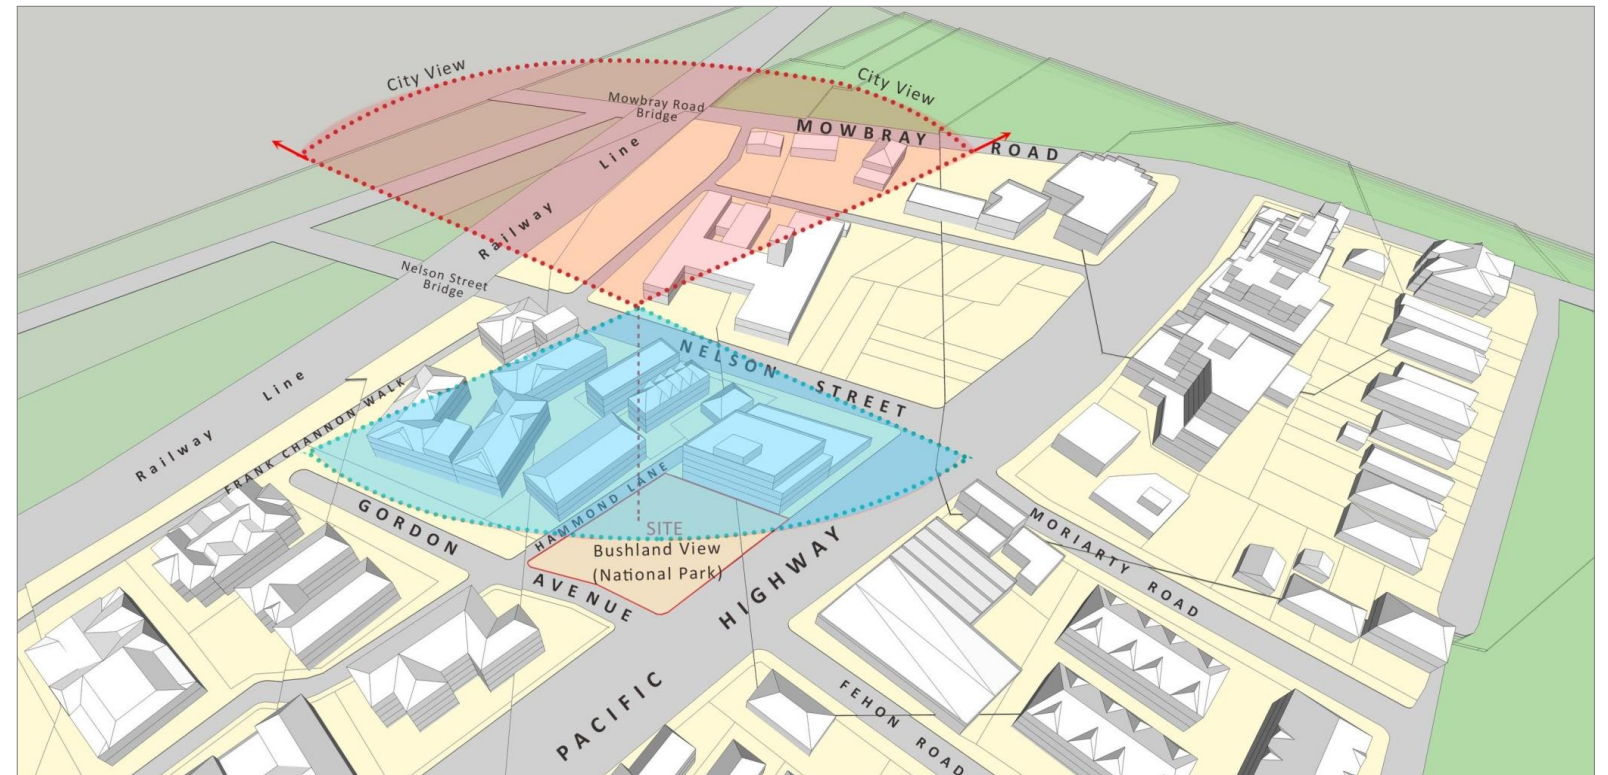 City View
City View
Mowbray Road
Bridge
MOWBRAY ROAD
Railway Line
Nelson Street
Bridge
NELSON STREET
Railway Line
FRANK CHANNON WALK
GORDON AVENUE
HAMMOND LANE
SITE
Bushland View
(National Park)
PACIFIC HIGHWAY
MORIARTY ROAD
FEHON ROAD